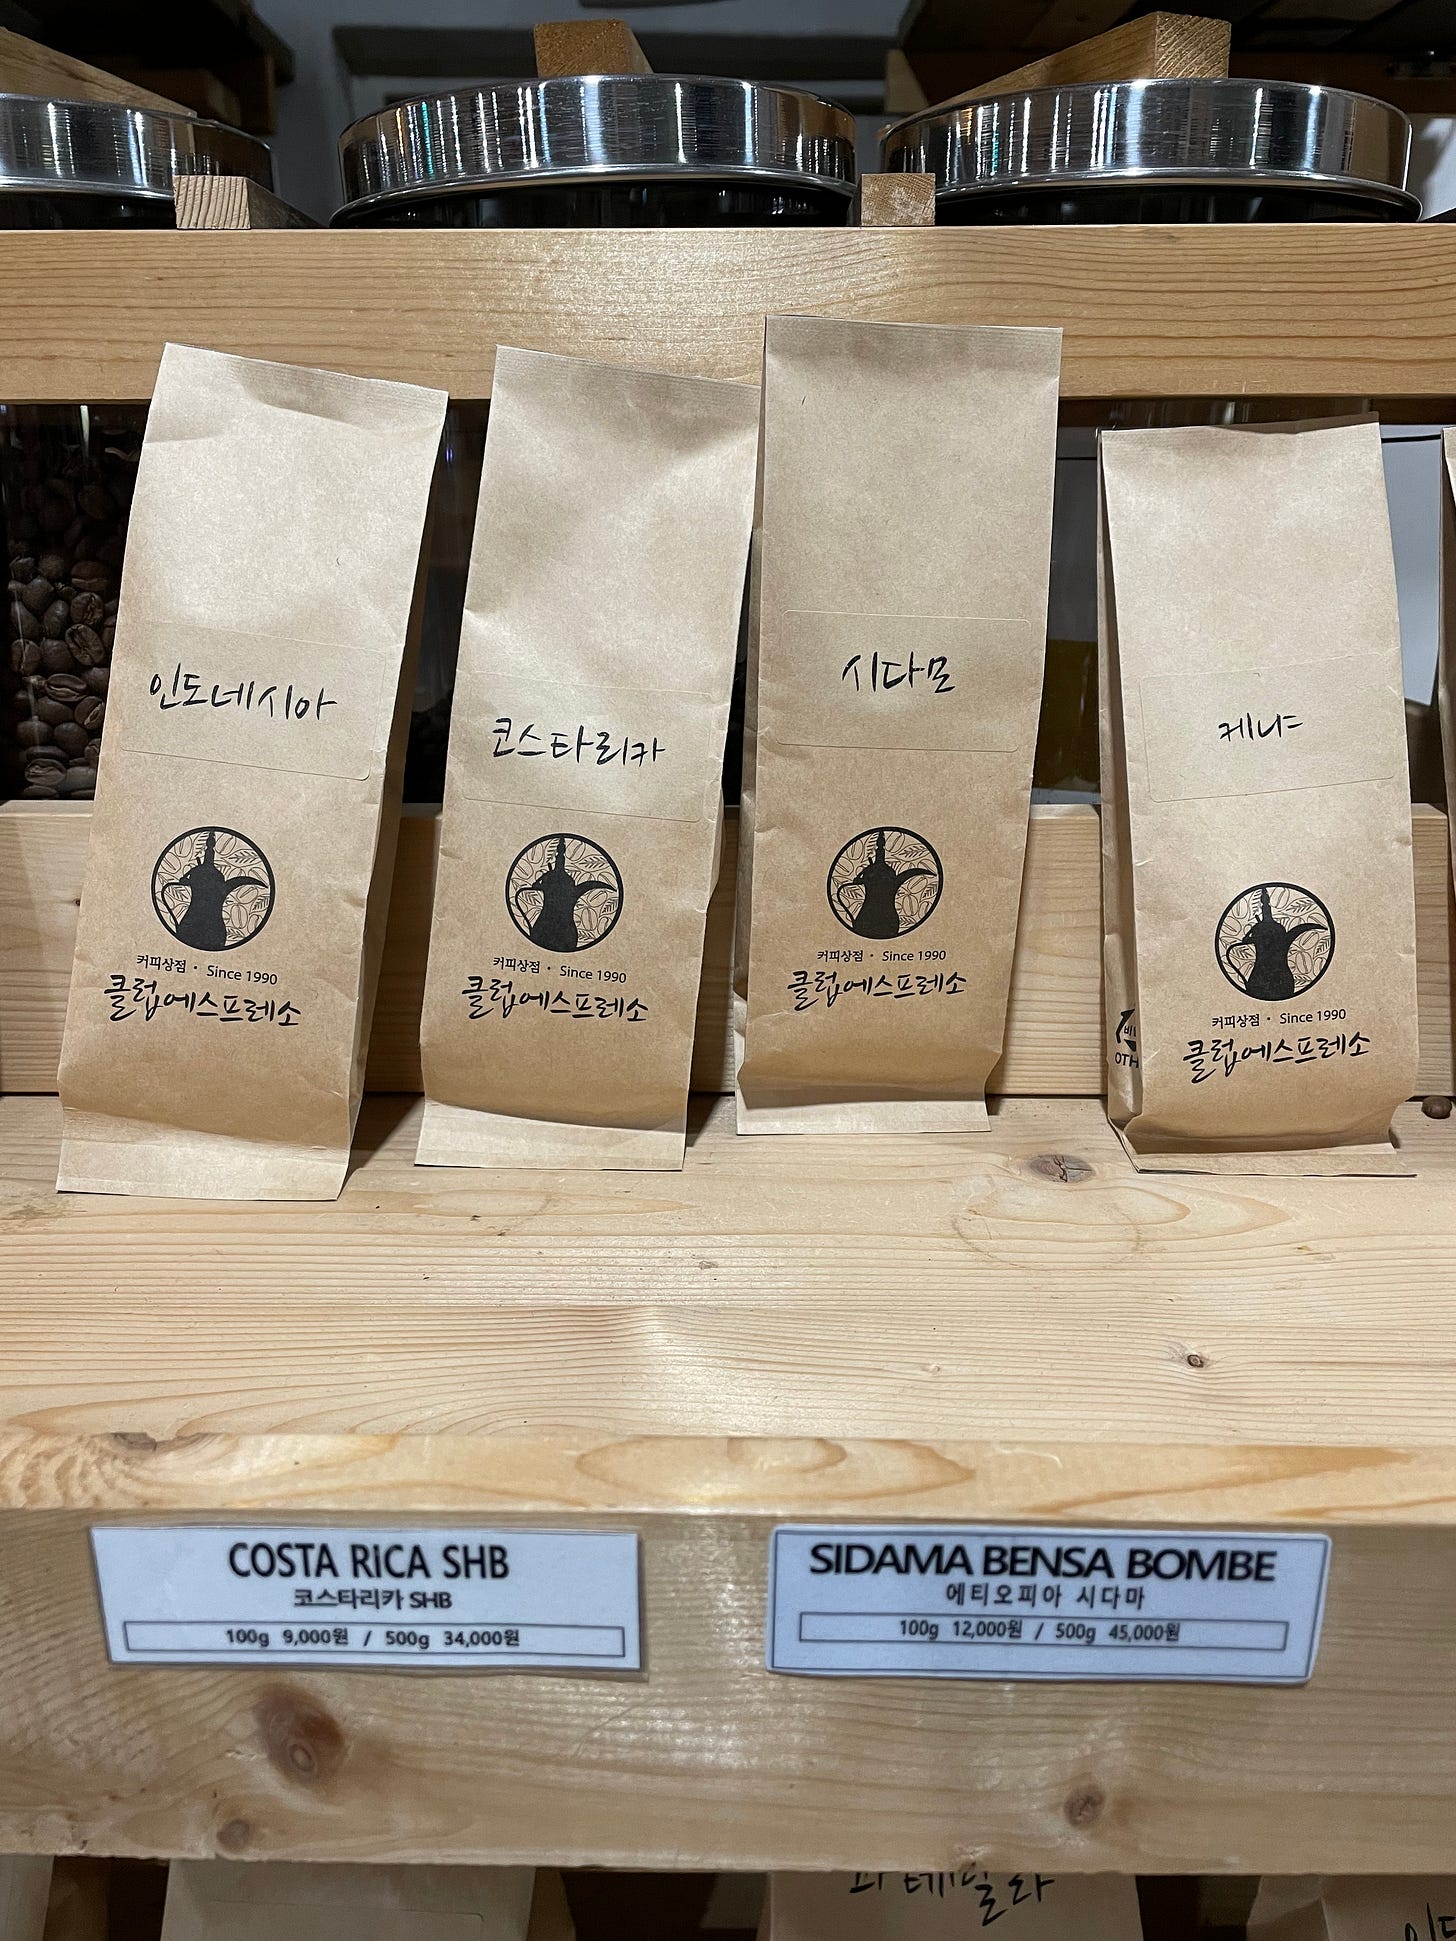 인도네시아
커피상점 · Since 1990
클럽에스프레소
코스타리카
커피상점 · Since 1990
클럽에스프레소
시다모
커피상점 · Since 1990
클럽에스프레소
케냐
커피상점 · Since 1990
클럽에스프레소
COSTA RICA SHB
코스타리카 SHB
100g 9,000원 / 500g 34,000원
SIDAMA BENSA BOMBE
에티오피아 시다마
100g 12,000원 / 500g 45,000원